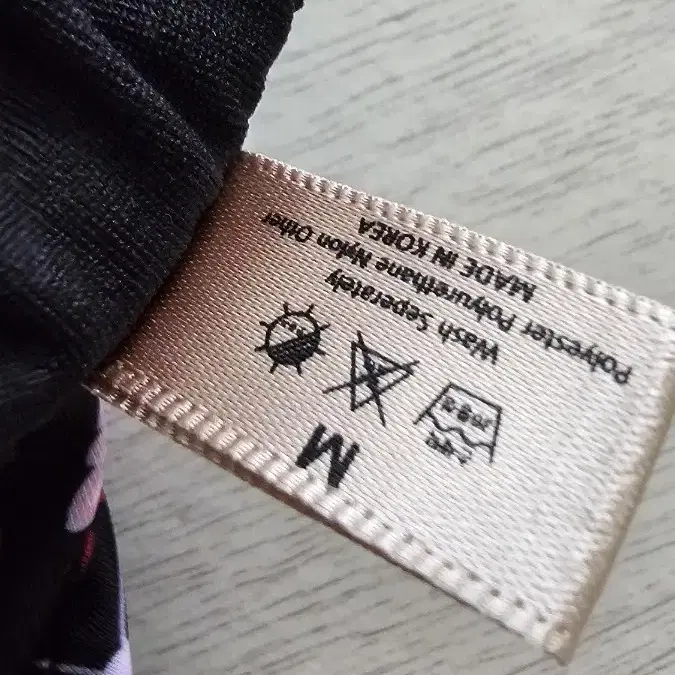 M
Wash Seperately
Polyester Polyurethane Nylon Other
MADE IN KOREA